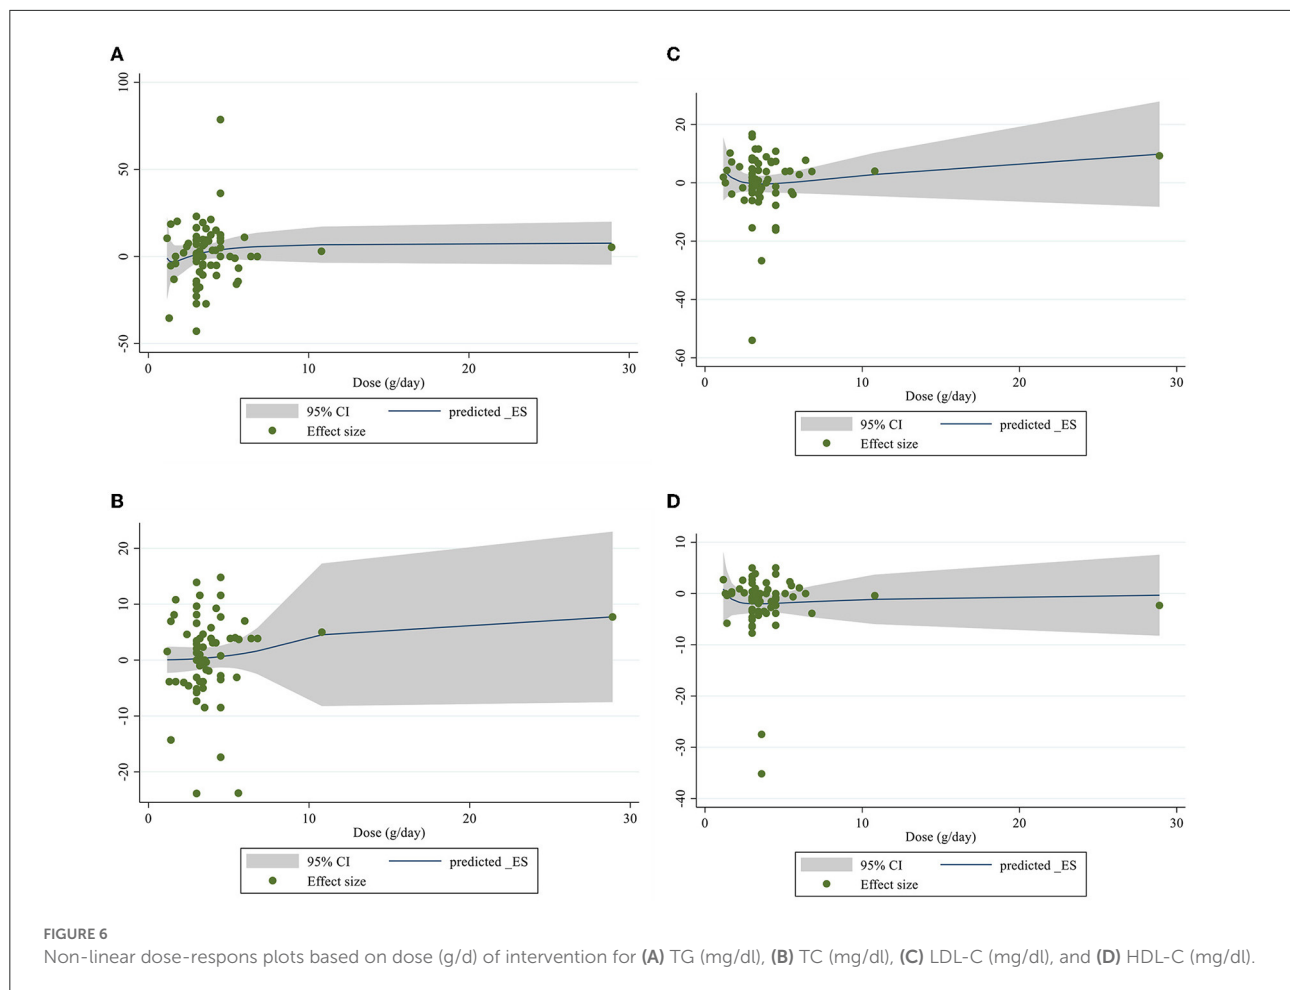 A
100
50
0
-50
0
10
20
30
Dose (g/day)
95% CI
predicted _ES
Effect size
C
20
0
-20
-40
-60
0
10
20
30
Dose (g/day)
95% CI
predicted _ES
Effect size
B
20
10
0
-10
-20
0
10
20
30
Dose (g/day)
95% CI
predicted _ES
Effect size
D
10
0
-10
-20
-30
-40
0
10
20
30
Dose (g/day)
95% CI
predicted _ES
Effect size
FIGURE 6
Non-linear dose-respons plots based on dose (g/d) of intervention for (A) TG (mg/dl), (B) TC (mg/dl), (C) LDL-C (mg/dl), and (D) HDL-C (mg/dl).